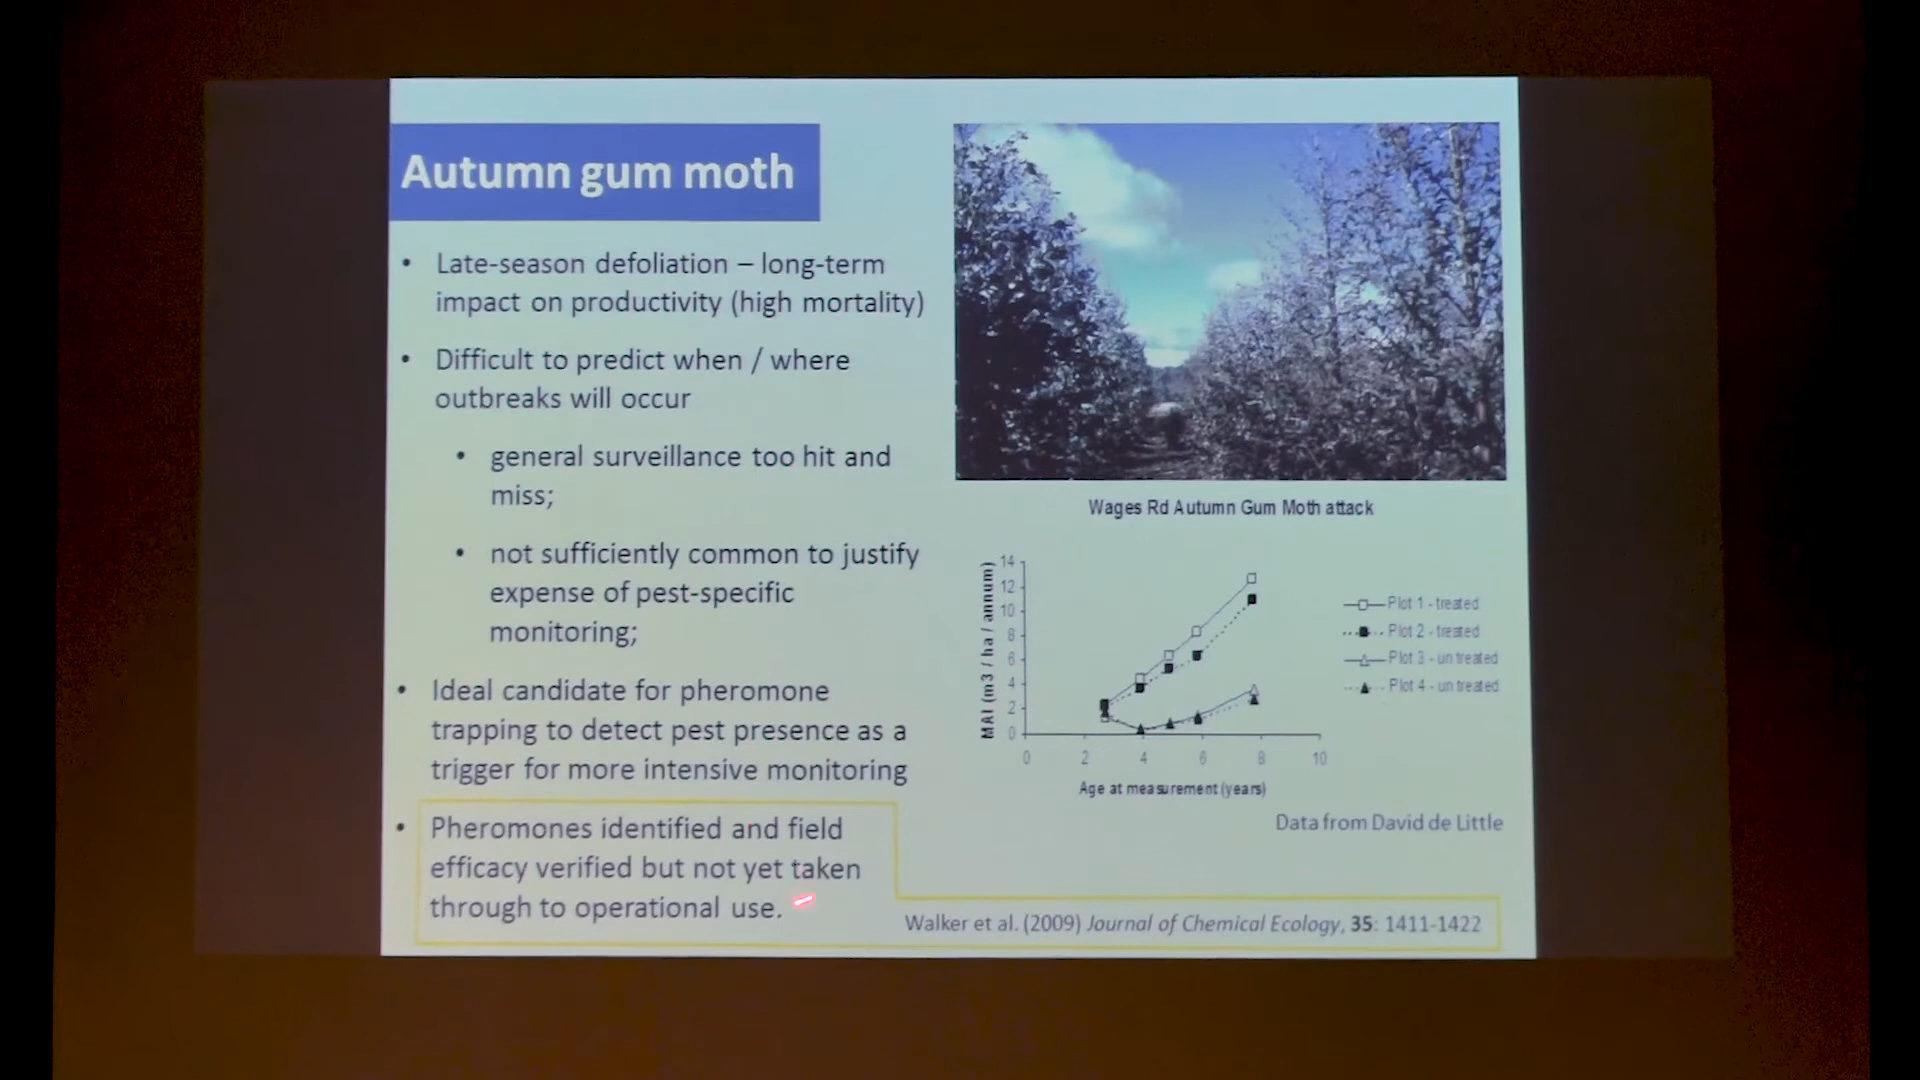 Autumn gum moth
• Late-season defoliation – long-term
impact on productivity (high mortality)
• Difficult to predict when / where
outbreaks will occur
• general surveillance too hit and
miss;
• not sufficiently common to justify
expense of pest-specific
monitoring;
• Ideal candidate for pheromone
trapping to detect pest presence as a
trigger for more intensive monitoring
• Pheromones identified and field
efficacy verified but not yet taken
through to operational use.
Wages Rd Autumn Gum Moth attack
MAI (m3 / ha / annum)
14
12
10
8
6
4
2
0
0 2 4 6 8 10
Age at measurement (years)
Plot 1 - treated
Plot 2 - treated
Plot 3 - untreated
Plot 4 - untreated
Data from David de Little
Walker et al. (2009) Journal of Chemical Ecology, 35: 1411-1422